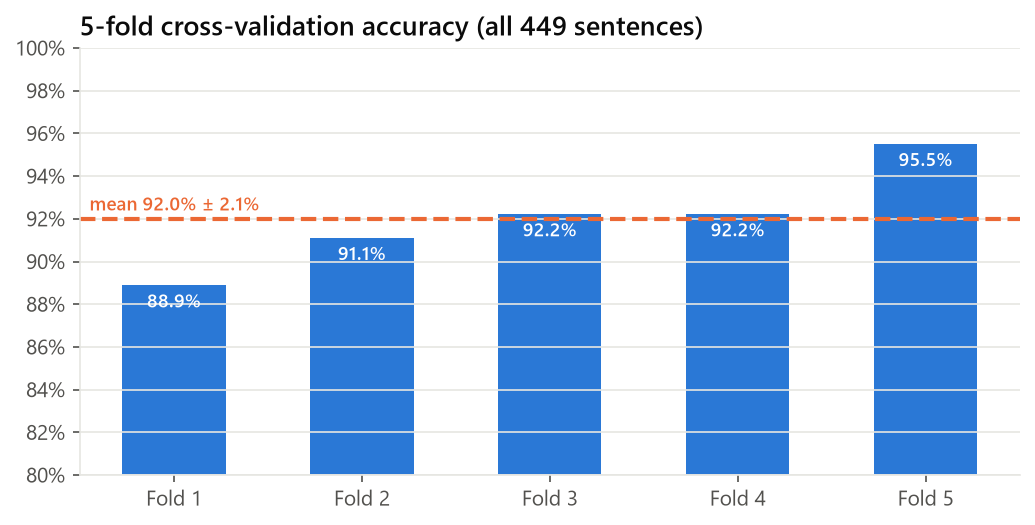 5-fold cross-validation accuracy (all 449 sentences)
100%
98%
96%
94%
92%
90%
88%
86%
84%
82%
80%
mean 92.0% ± 2.1%
88.9%
91.1%
92.2%
92.2%
95.5%
Fold 1
Fold 2
Fold 3
Fold 4
Fold 5